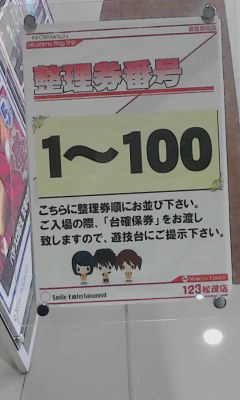 INFORMATION
整理券番号
1〜100
こちらに整理券順にお並び下さい。
ご入場の際、「台確保券」をお渡し
致しますので、遊技台にご提示下さい。
Smile Entertainment
123松茂店